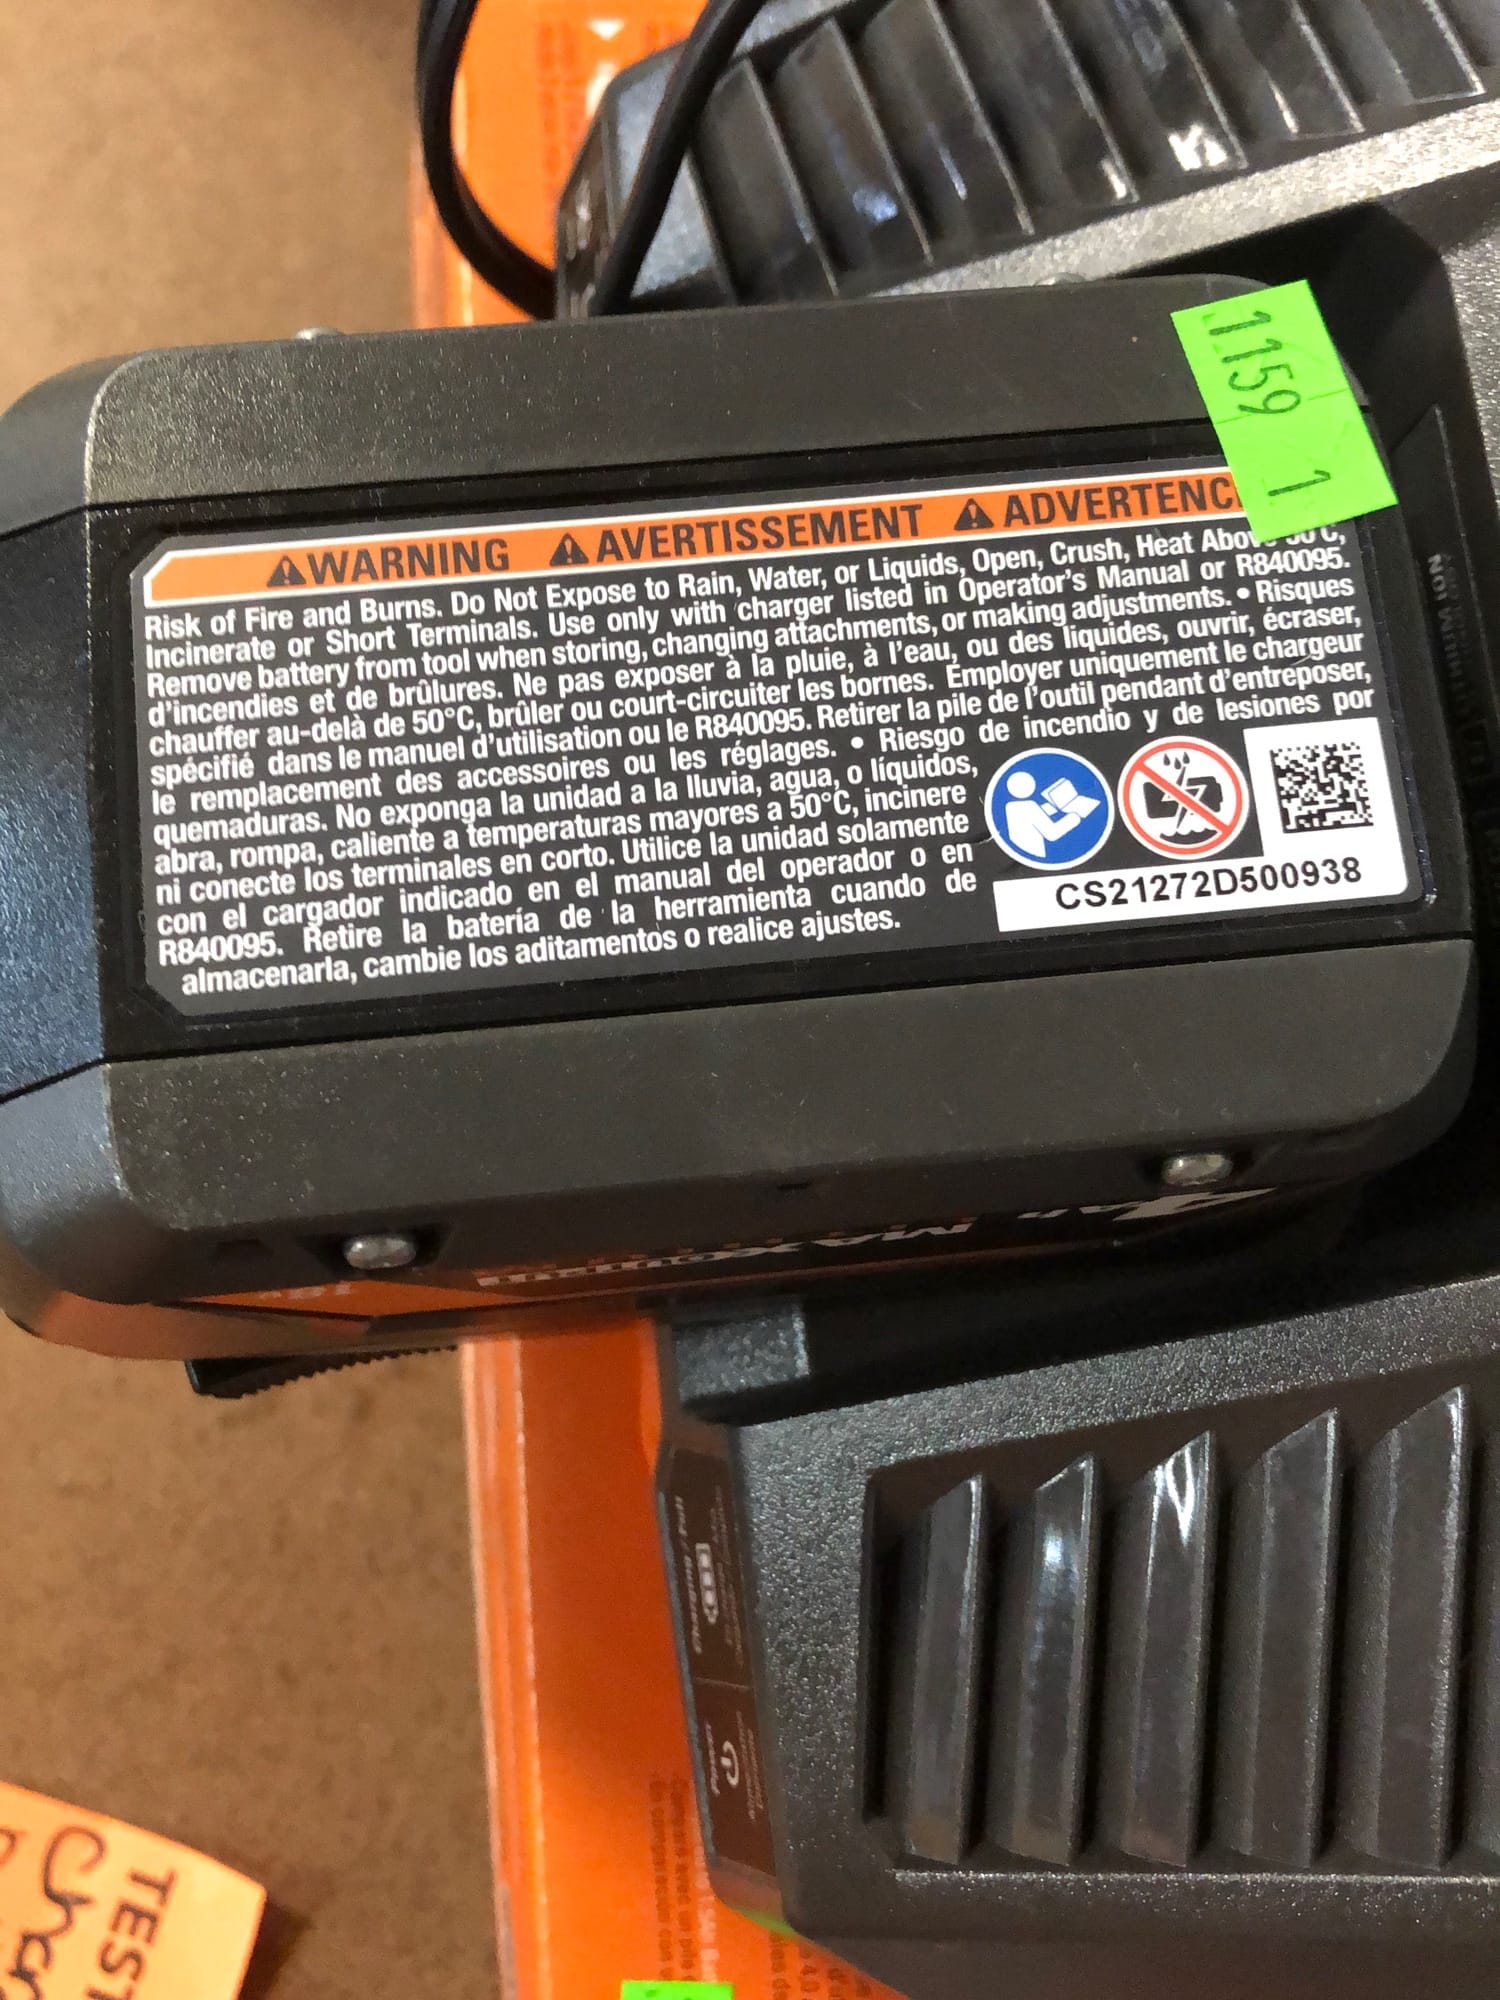 1159 1
WARNING AVERTISSEMENT ADVERTENC
Risk of Fire and Burns. Do Not Expose to Rain, Water, or Liquids, Open, Crush, Heat
Incinerate or Short Terminals. Use only with charger listed in Operator's Manual or R840095.
Remove battery from tool when storing, changing attachments, or making adjustments. • Risques
d'incendies et de brûlures. Ne pas exposer à la pluie, à l'eau, ou des liquides, ouvrir, écraser,
chauffer au-delà de 50°C, brûler ou court-circuiter les bornes. Employer uniquement le chargeur
spécifié dans le manuel d'utilisation ou le R840095. Retirer la pile de l'outil pendant d'entreposer,
le remplacement des accessoires ou les réglages. • Riesgo de incendio y de lesiones por
quemaduras. No exponga la unidad a la lluvia, agua, o líquidos,
abra, rompa, caliente a temperaturas mayores a 50°C, incinere
ni conecte los terminales en corto. Utilice la unidad solamente
con el cargador indicado en el manual del operador o en
R840095. Retire la batería de la herramienta cuando de
almacenarla, cambie los aditamentos o realice ajustes.
CS21272D500938
4Ah MAX
18V
Charging Full
Power
TEST